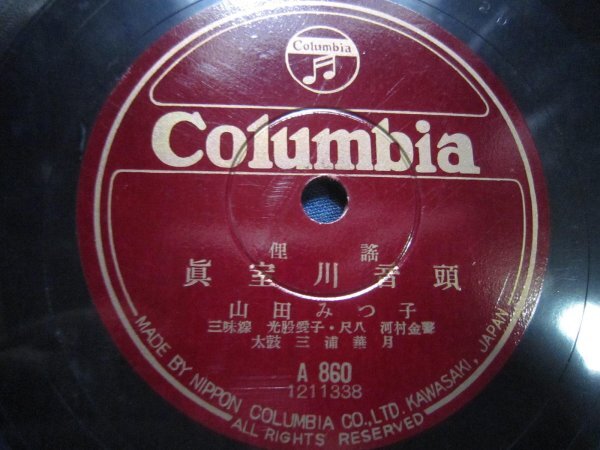 Columbia
Columbia
俚謡
眞室川音頭
山田みつ子
三味線 光股愛子・尺八 河村金馨
太鼓 三浦華月
A 860
1211338
MADE BY NIPPON COLUMBIA CO., LTD. KAWASAKI, JAPAN
ALL RIGHTS RESERVED